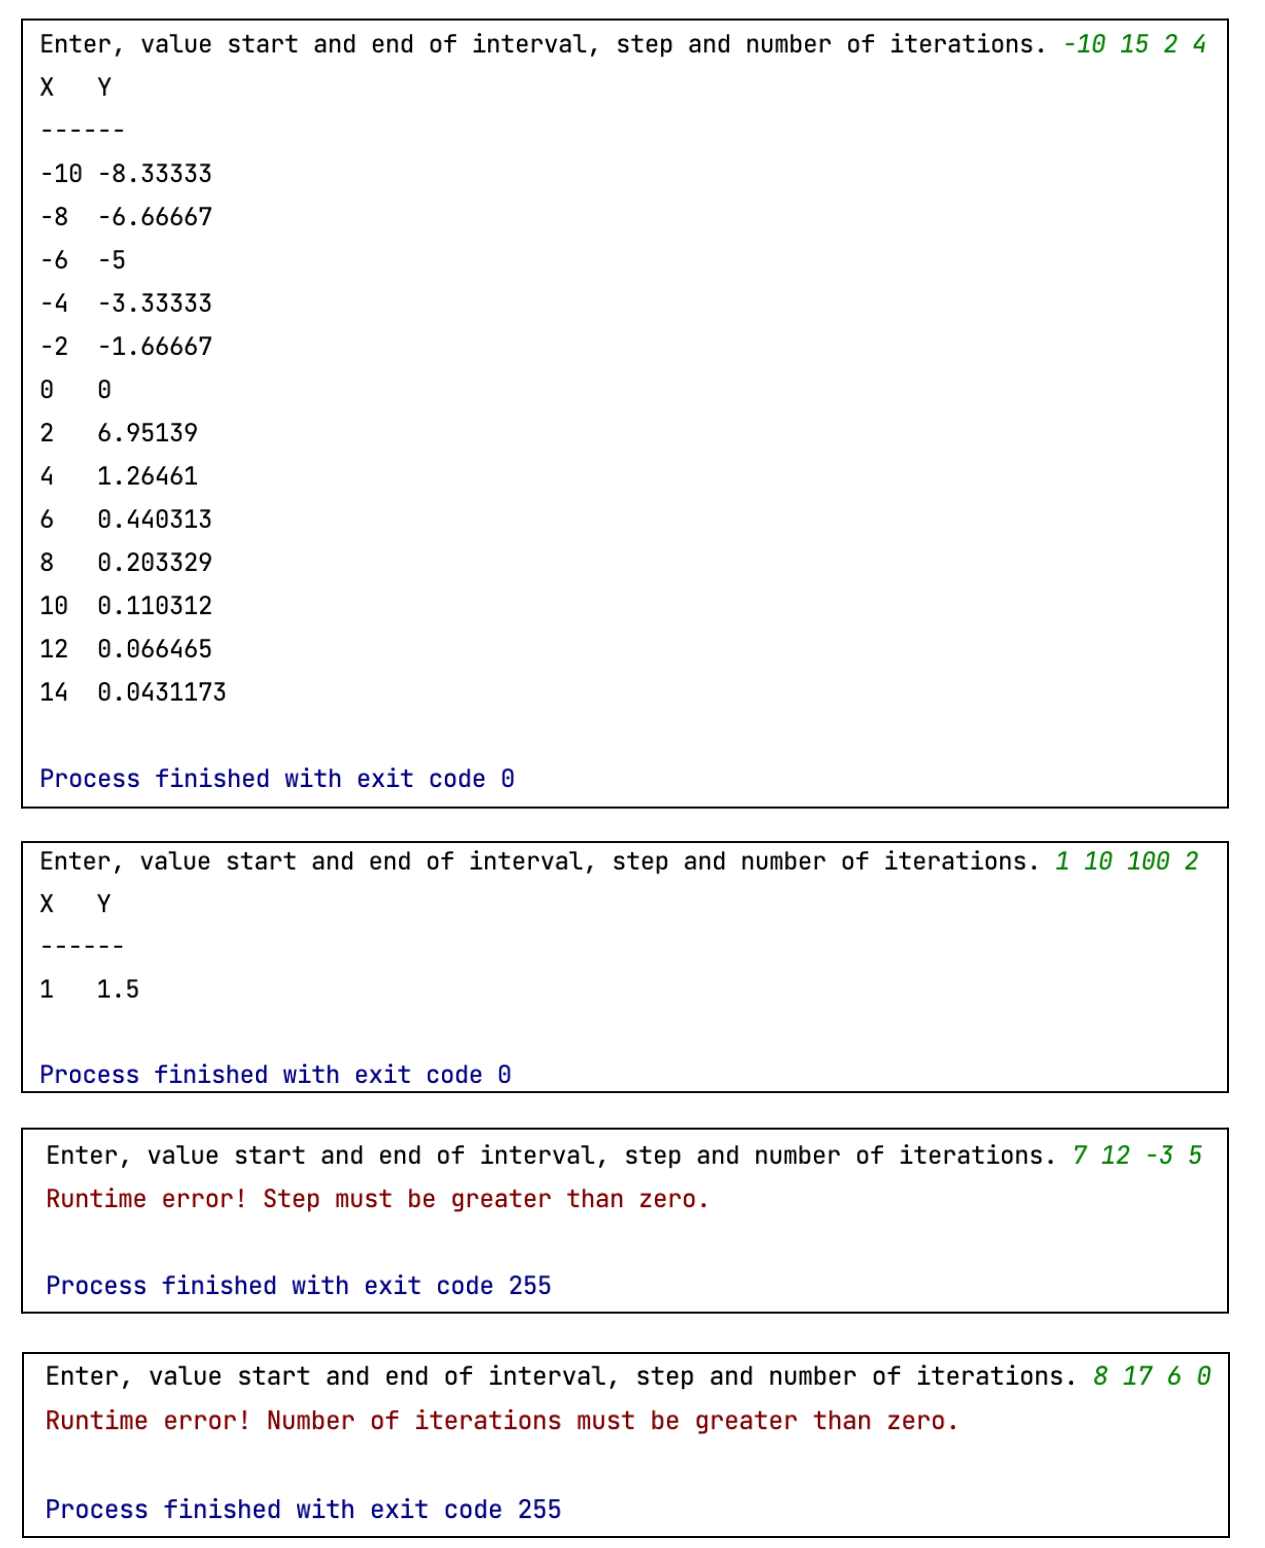 Enter, value start and end of interval, step and number of iterations. -10 15 2 4
X Y
------
-10 -8.33333
-8 -6.66667
-6 -5
-4 -3.33333
-2 -1.66667
0 0
2 6.95139
4 1.26461
6 0.440313
8 0.203329
10 0.110312
12 0.066465
14 0.0431173
Process finished with exit code 0
Enter, value start and end of interval, step and number of iterations. 1 10 100 2
X Y
------
1 1.5
Process finished with exit code 0
Enter, value start and end of interval, step and number of iterations. 7 12 -3 5
Runtime error! Step must be greater than zero.
Process finished with exit code 255
Enter, value start and end of interval, step and number of iterations. 8 17 6 0
Runtime error! Number of iterations must be greater than zero.
Process finished with exit code 255